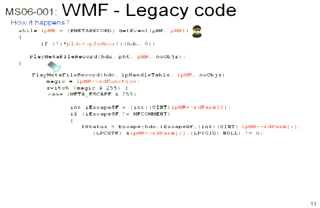 MS06-001: WMF - Legacy code
How it happens?
while (pMR = (PMETARECORD) GetEvent(pMF, pMR))
{
if (!(*plb->pfnAbort)(hdc, 0))
PlayMetaFileRecord(hdc, pht, pMR, noObjs);
}
PlayMetaFileRecord(hdc, lpHandleTable, lpMR, noObjs)
magic = lpMR->rdFunction;
switch (magic & 255) {
case (META_ESCAPE & 255):
int iEscapeSF = (int)(UINT)lpMR->rdParm[0];
if (iEscapeSF != MFCOMMENT)
{
fStatus = Escape(hdc,iEscapeSF,(int)(UINT)lpMR->rdParm[1],
(LPCSTR) &lpMR->rdParm[2],(LPVOID) NULL) != 0;
11